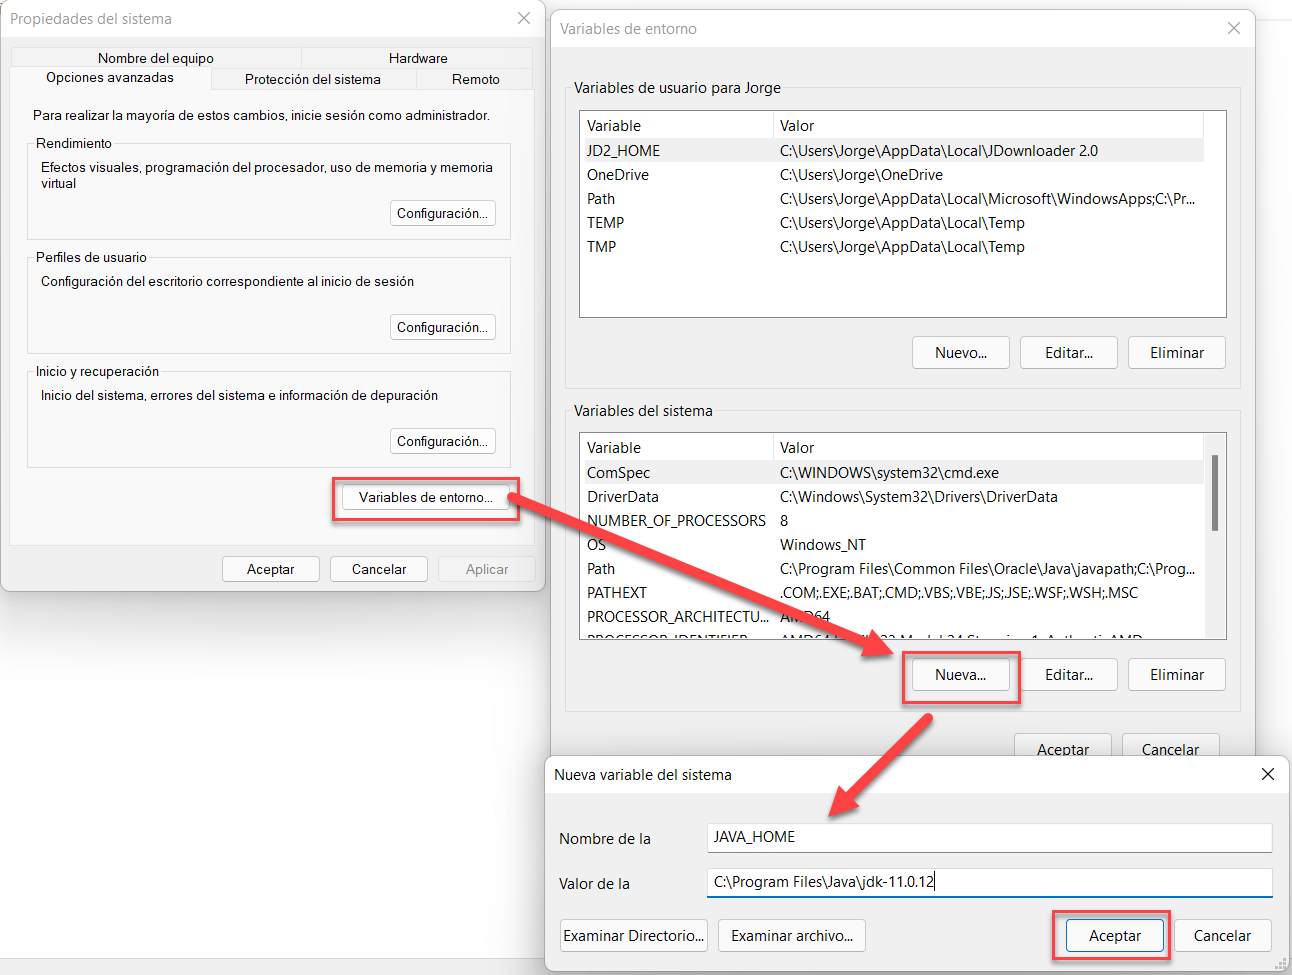 Propiedades del sistema
Nombre del equipo
Hardware
Opciones avanzadas
Protección del sistema
Remoto
Para realizar la mayoría de estos cambios, inicie sesión como administrador.
Rendimiento
Efectos visuales, programación del procesador, uso de memoria y memoria
virtual
Configuración...
Perfiles de usuario
Configuración del escritorio correspondiente al inicio de sesión
Configuración...
Inicio y recuperación
Inicio del sistema, errores del sistema e información de depuración
Configuración...
Variables de entorno...
Aceptar
Cancelar
Aplicar
Variables de entorno
Variables de usuario para Jorge
Variable Valor
JD2_HOME C:\Users\Jorge\AppData\Local\JDownloader 2.0
OneDrive C:\Users\Jorge\OneDrive
Path C:\Users\Jorge\AppData\Local\Microsoft\WindowsApps;C:\Pr...
TEMP C:\Users\Jorge\AppData\Local\Temp
TMP C:\Users\Jorge\AppData\Local\Temp
Nuevo...
Editar...
Eliminar
Variables del sistema
Variable Valor
ComSpec C:\WINDOWS\system32\cmd.exe
DriverData C:\Windows\System32\Drivers\DriverData
NUMBER_OF_PROCESSORS 8
OS Windows_NT
Path C:\Program Files\Common Files\Oracle\Java\javapath;C:\Prog...
PATHEXT .COM;.EXE;.BAT;.CMD;.VBS;.VBE;.JS;.JSE;.WSF;.WSH;.MSC
PROCESSOR_ARCHITECTU... AMD64
PROCESSOR_IDENTIFIER
Nueva...
Editar...
Eliminar
Aceptar
Cancelar
Nueva variable del sistema
Nombre de la JAVA_HOME
Valor de la C:\Program Files\Java\jdk-11.0.12
Examinar Directorio...
Examinar archivo...
Aceptar
Cancelar